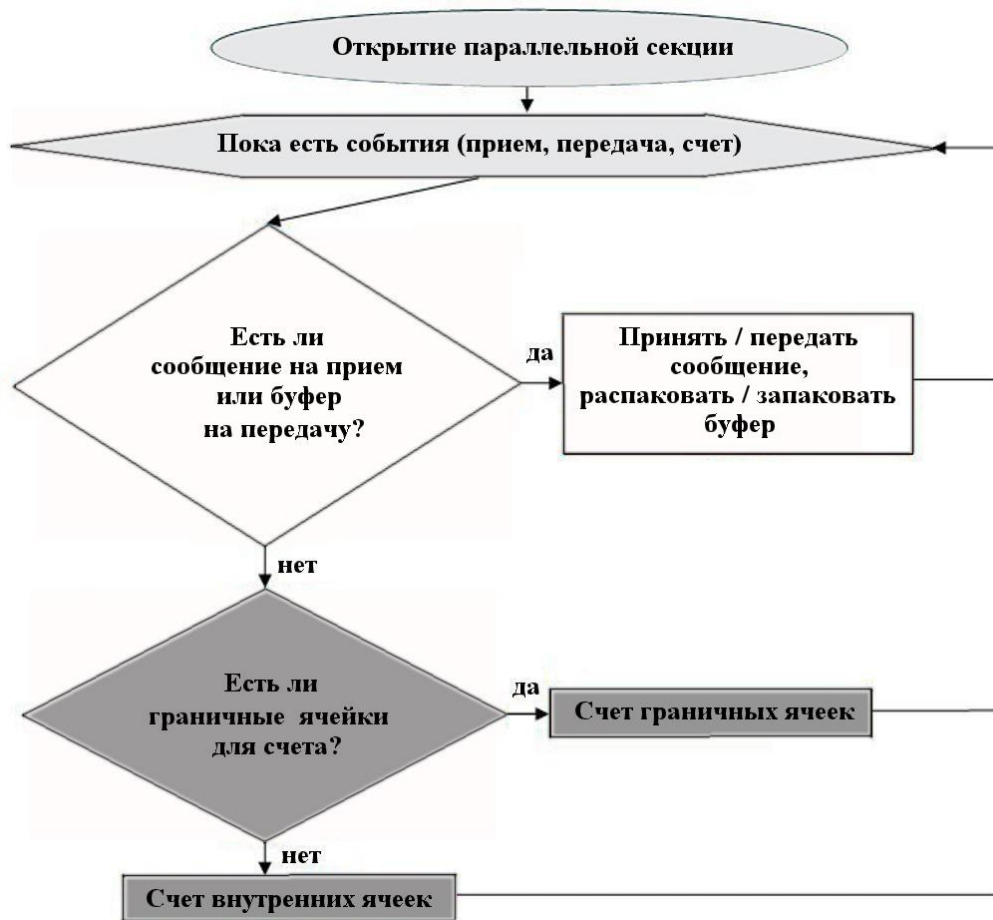 Открытие параллельной секции
Пока есть события (прием, передача, счет)
Есть ли
сообщение на прием
или буфер
на передачу?
да
Принять / передать
сообщение,
распаковать / запаковать
буфер
нет
Есть ли
граничные ячейки
для счета?
да
Счет граничных ячеек
нет
Счет внутренних ячеек